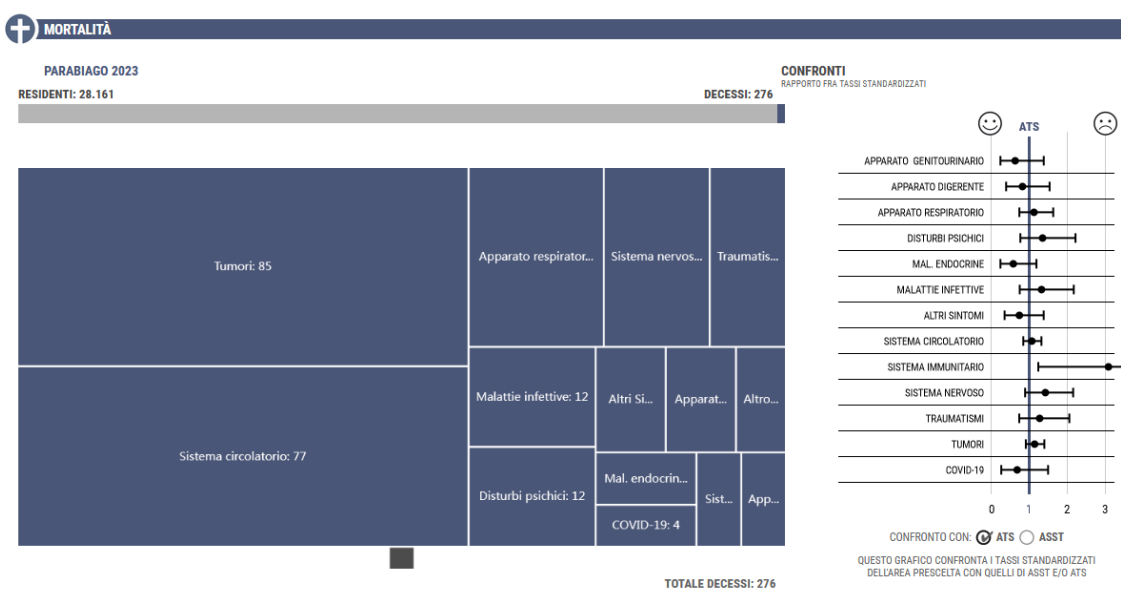 MORTALITÀ
PARABIAGO 2023
RESIDENTI: 28.161
DECESSI: 276
Tumori: 85
Apparato respirator...
Sistema nervos...
Traumatis...
Sistema circolatorio: 77
Malattie infettive: 12
Altri Si...
Apparat...
Altro...
Disturbi psichici: 12
Mal. endocrin...
COVID-19: 4
Sist...
App...
TOTALE DECESSI: 276
CONFRONTI
RAPPORTO FRA TASSI STANDARDIZZATI
ATS
APPARATO GENITOURINARIO
APPARATO DIGERENTE
APPARATO RESPIRATORIO
DISTURBI PSICHICI
MAL. ENDOCRINE
MALATTIE INFETTIVE
ALTRI SINTOMI
SISTEMA CIRCOLATORIO
SISTEMA IMMUNITARIO
SISTEMA NERVOSO
TRAUMATISMI
TUMORI
COVID-19
0 1 2 3
CONFRONTO CON: ATS ASST
QUESTO GRAFICO CONFRONTA I TASSI STANDARDIZZATI
DELL'AREA PRESCELTA CON QUELLI DI ASST E/O ATS